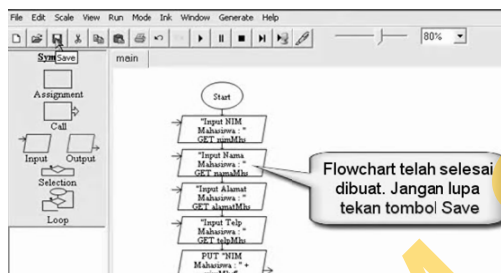 File Edit Scale View Run Mode Ink Window Generate Help
80%
Save
main
Assignment
Call
Input Output
Selection
Loop
Start
"Input NIM
Mahasiswa : "
GET nimMhs
"Input Nama
Mahasiswa : "
GET namaMhs
"Input Alamat
Mahasiswa : "
GET alamatMhs
"Input Telp
Mahasiswa : "
GET telpMhs
PUT "NIM
Mahasiswa : " +
Flowchart telah selesai
dibuat. Jangan lupa
tekan tombol Save